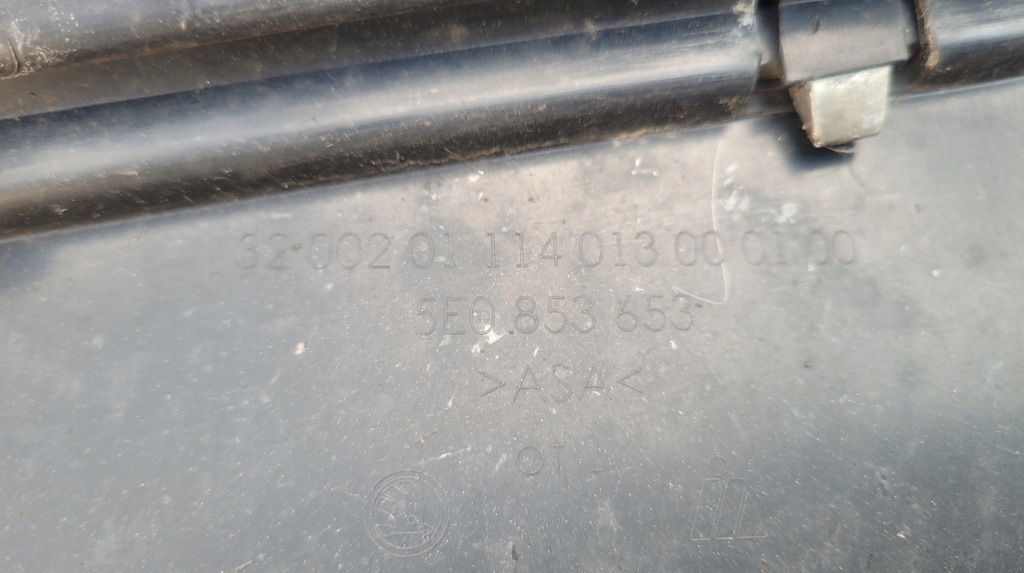 32 002 01 114 013 00 01 00
5E0 853 653
>ASA<
OT 1